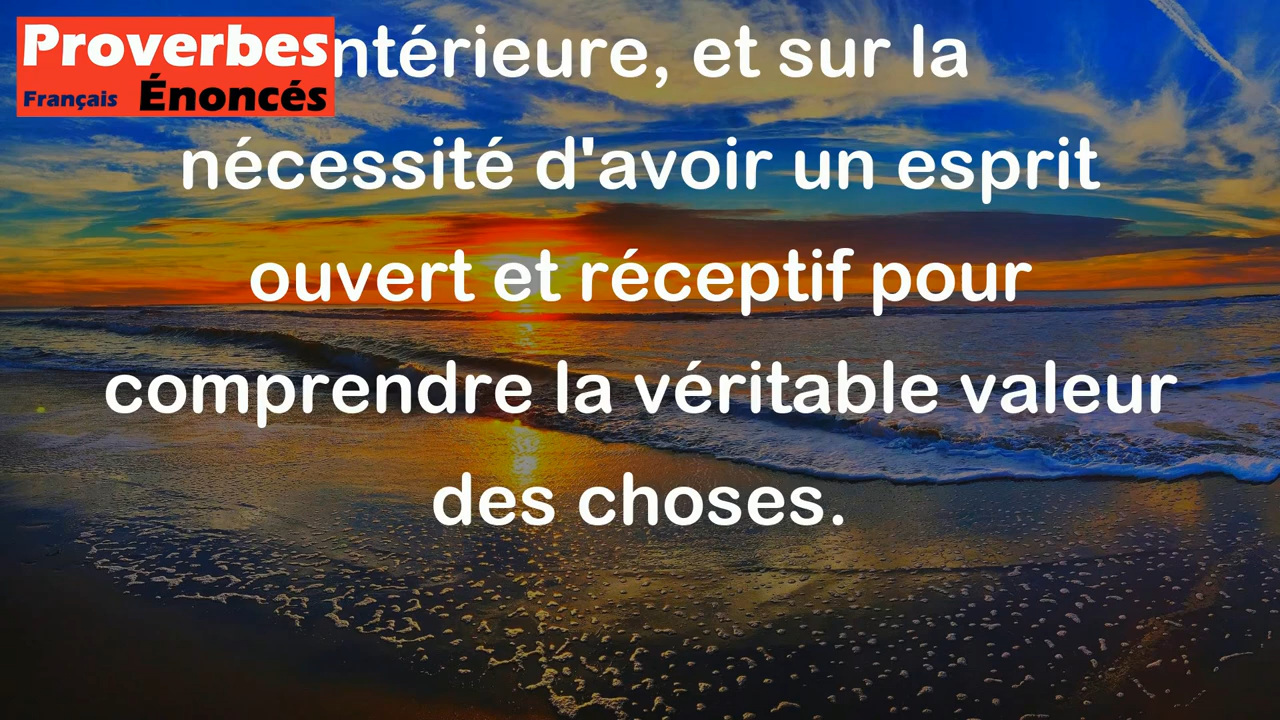 Proverbes
Français Énoncés
ntérieure, et sur la
nécessité d'avoir un esprit
ouvert et réceptif pour
comprendre la véritable valeur
des choses.